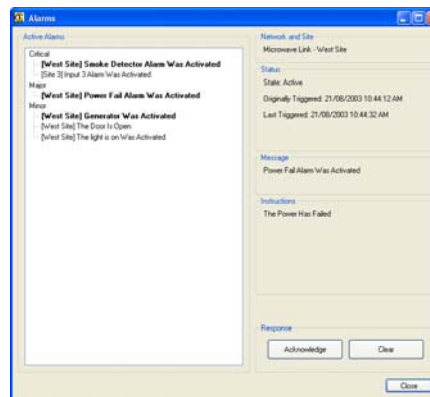 Alarms
Active Alarms
Critical
[West Site] Smoke Detector Alarm Was Activated
[Site 3] Input 3 Alarm Was Activated
Major
[West Site] Power Fail Alarm Was Activated
Minor
[West Site] Generator Was Activated
[West Site] The Door Is Open
[West Site] The light is on Was Activated
Network and Site
Microwave Link - West Site
Status
State: Active
Originally Triggered: 21/08/2003 10:44:12 AM
Last Triggered: 21/08/2003 10:44:32 AM
Message
Power Fail Alarm Was Activated
Instructions
The Power Has Failed
Response
Acknowledge
Clear
Close